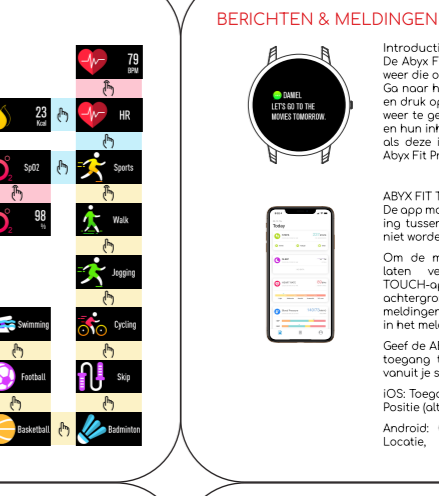 79
BPM
23
Kcal
HR
SpO2
Sports
98
%
Walk
Jogging
Swimming
Cycling
Football
Skip
Basketball
Badminton
BERICHTEN & MELDINGEN
DANIEL
LET'S GO TO THE
MOVIES TOMORROW.
Introducti
De Abyx F
weer die o
Ga naar h
en druk op
weer te ge
en hun inh
als deze i
Abyx Fit Pr
Today
ABYX FIT T
De app mo
ing tussen
niet worde
Om de m
laten ve
TOUCH-ap
achtergro
meldingen
in het mel
Geef de AB
toegang t
vanuit je s
iOS: Toega
Positie (alt
Android:
Locatie,